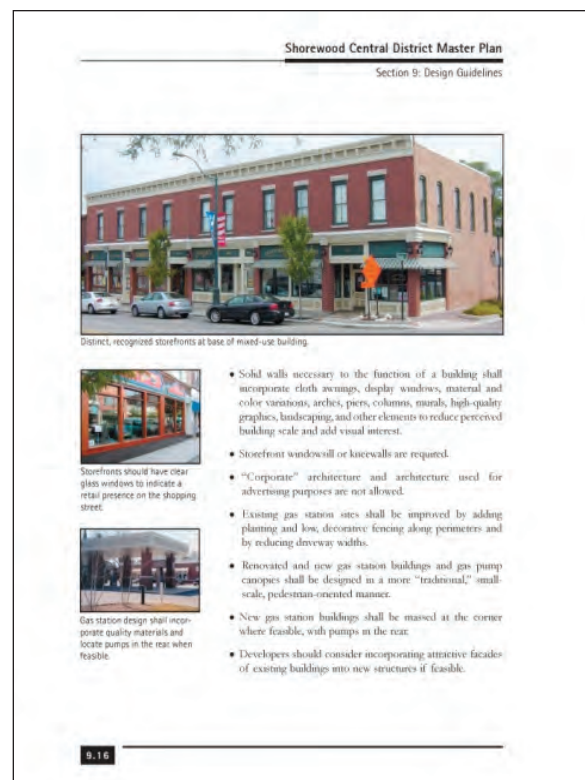 Shorewood Central District Master Plan
Section 9: Design Guidelines
Distinct, recognized storefronts at base of mixed-use building.
Storefronts should have clear
glass windows to indicate a
retail presence on the shopping
street.
Gas station design shall incor-
porate quality materials and
locate pumps in the rear when
feasible.
• Solid walls necessary to the function of a building shall
incorporate cloth awnings, display windows, material and
color variations, arches, piers, columns, murals, high-quality
graphics, landscaping, and other elements to reduce perceived
building scale and add visual interest.
• Storefront windowsill or kneewalls are required.
• “Corporate” architecture and architecture used for
advertising purposes are not allowed.
• Existing gas station sites shall be improved by adding
planting and low, decorative fencing along perimeters and
by reducing driveway widths.
• Renovated and new gas station buildings and gas pump
canopies shall be designed in a more “traditional,” small-
scale, pedestrian-oriented manner.
• New gas station buildings shall be massed at the corner
where feasible, with pumps in the rear.
• Developers should consider incorporating attractive facades
of existing buildings into new structures if feasible.
9.16